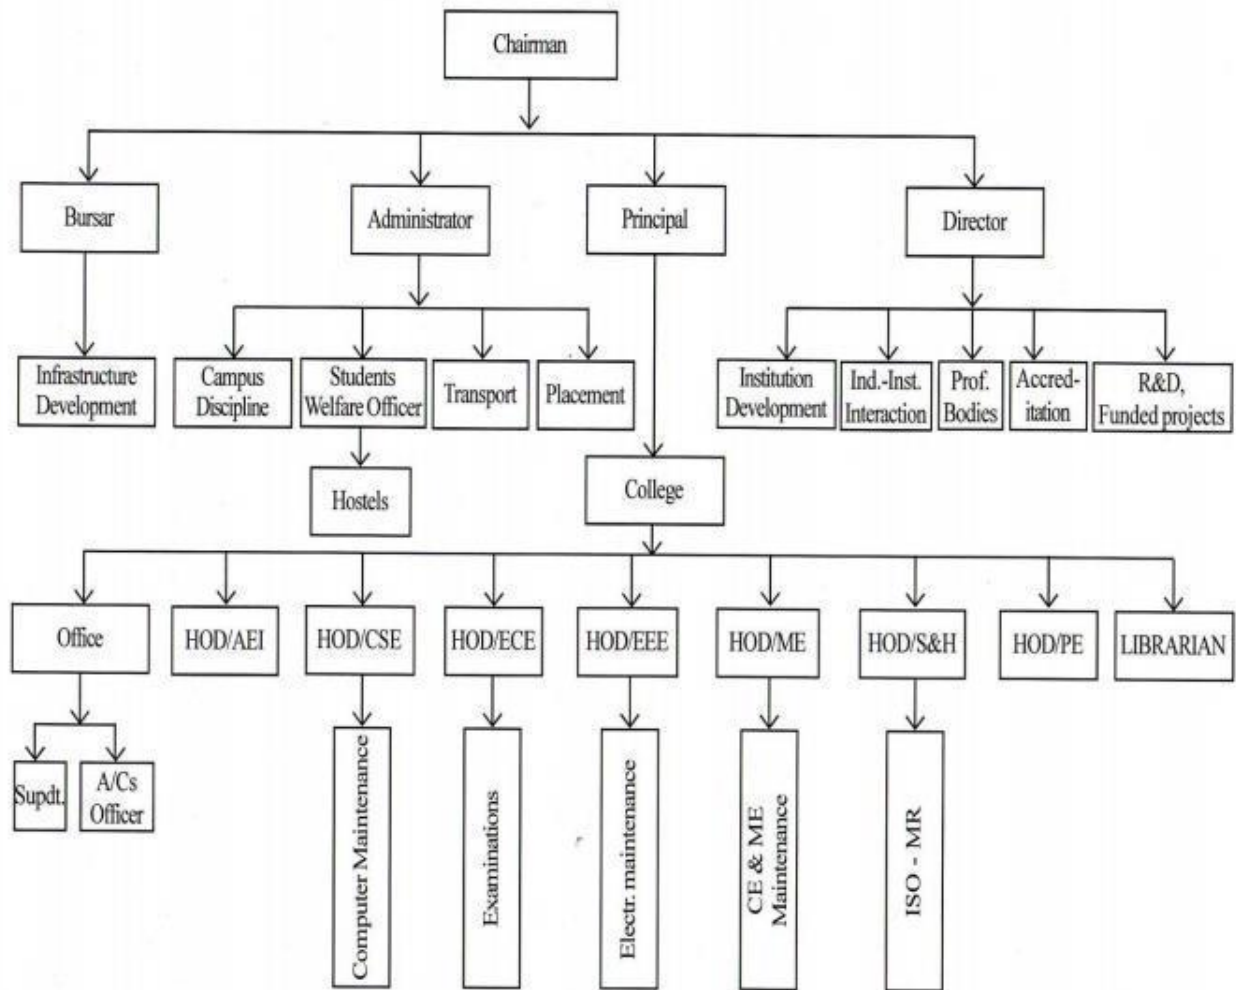 Chairman
Bursar
Administrator
Principal
Director
Infrastructure
Development
Campus
Discipline
Students
Welfare Officer
Transport
Placement
Institution
Development
Ind.-Inst.
Interaction
Prof.
Bodies
Accred-
itation
R&D,
Funded projects
Hostels
College
Office
HOD/AEI
HOD/CSE
HOD/ECE
HOD/EEE
HOD/ME
HOD/S&H
HOD/PE
LIBRARIAN
Supdt.
A/Cs
Officer
Computer Maintenance
Examinations
Electr. maintenance
CE & ME
Maintenance
ISO - MR